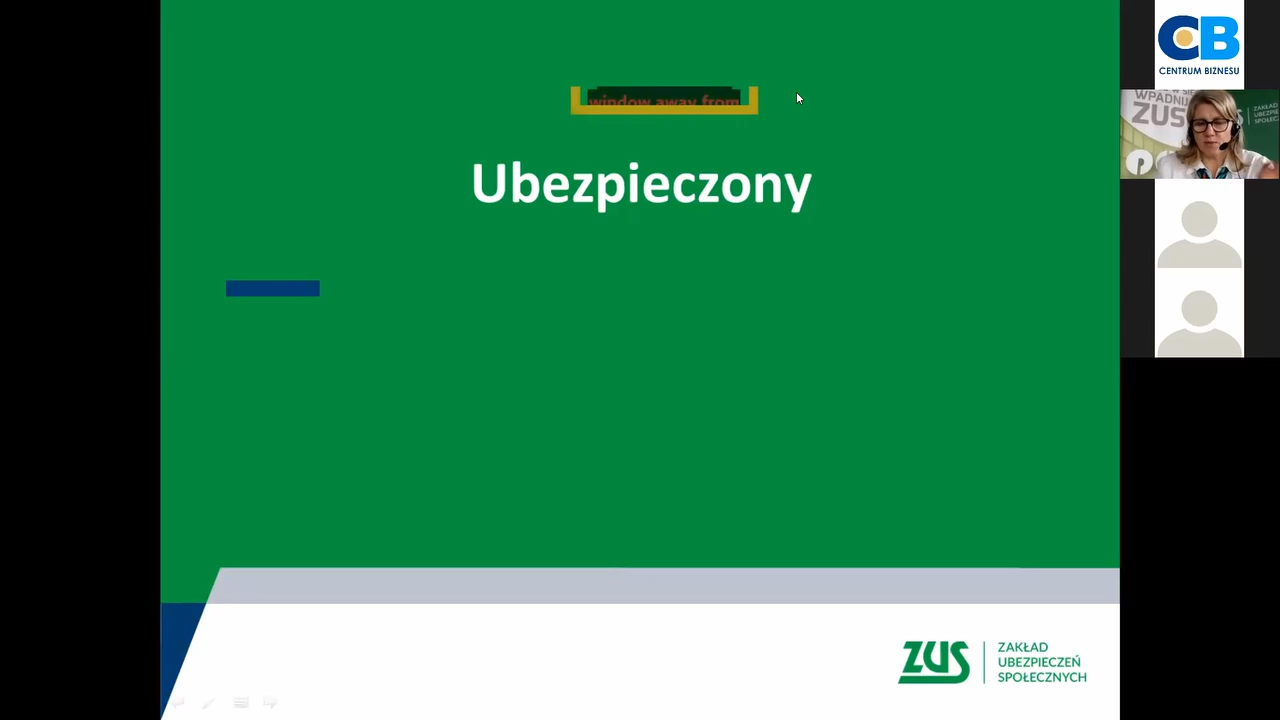 window away from
Ubezpieczony
ZUS
ZAKŁAD
UBEZPIECZEŃ
SPOŁECZNYCH
CB
CENTRUM BIZNESU
WPADNIJ
ZUS